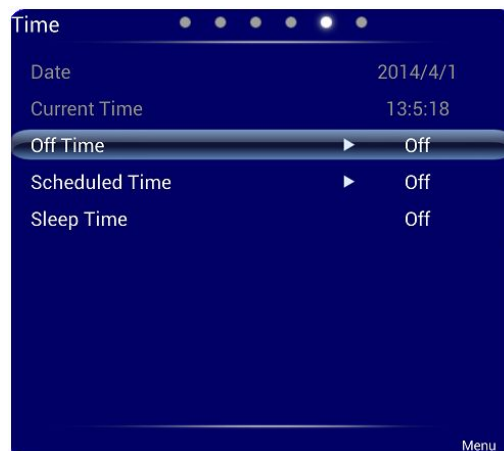 Time
Date 2014/4/1
Current Time 13:5:18
Off Time Off
Scheduled Time Off
Sleep Time Off
Menu